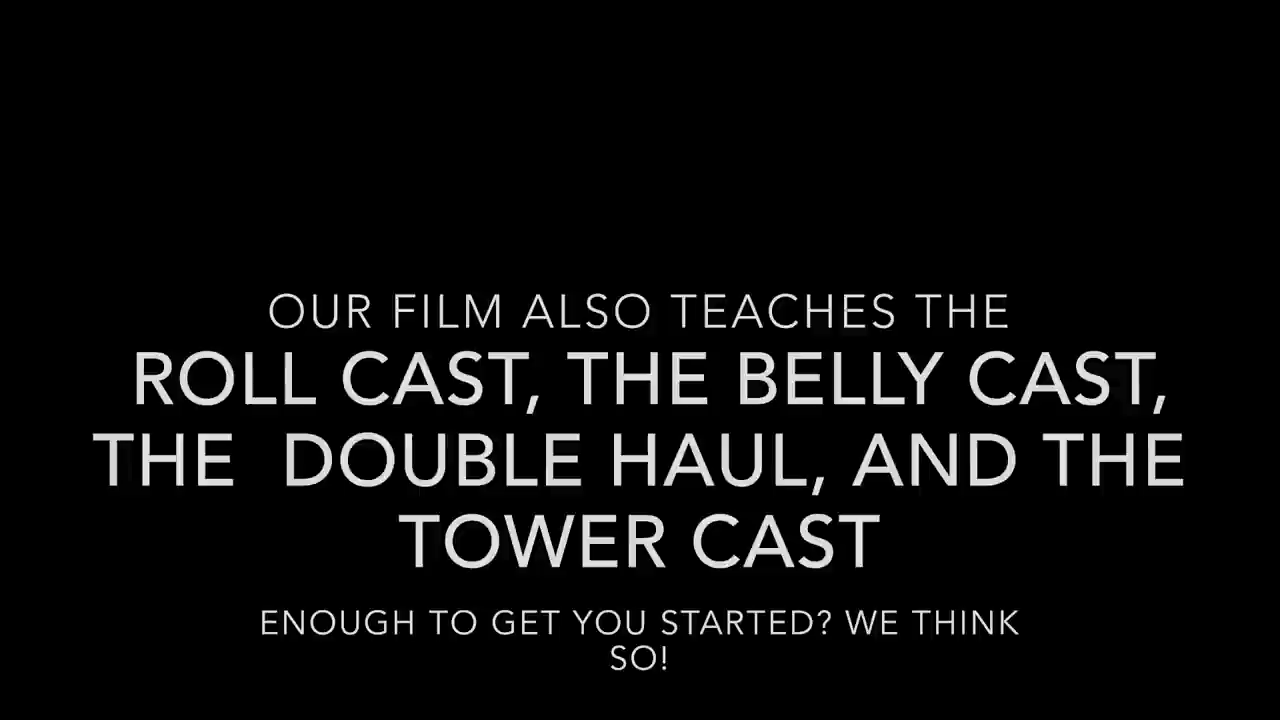 OUR FILM ALSO TEACHES THE
ROLL CAST, THE BELLY CAST,
THE  DOUBLE HAUL, AND THE
TOWER CAST
ENOUGH TO GET YOU STARTED? WE THINK
SO!